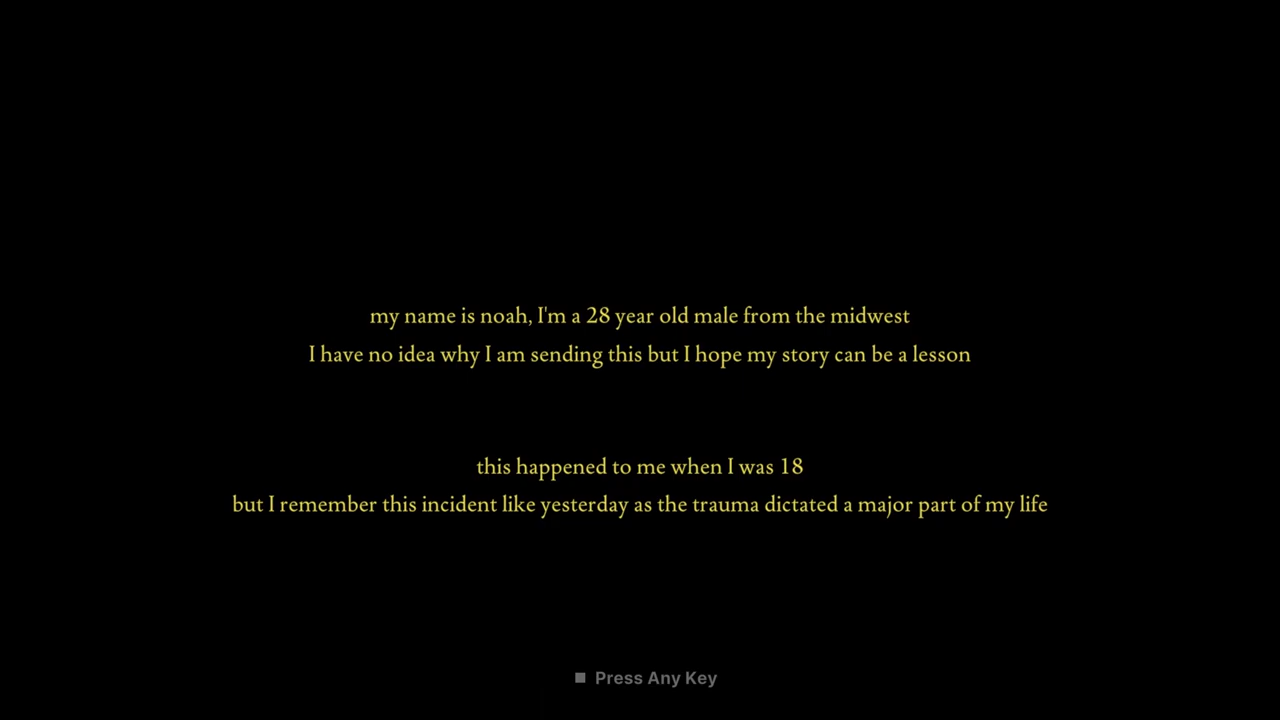 my name is noah, I'm a 28 year old male from the midwest
I have no idea why I am sending this but I hope my story can be a lesson
this happened to me when I was 18
but I remember this incident like yesterday as the trauma dictated a major part of my life
Press Any Key